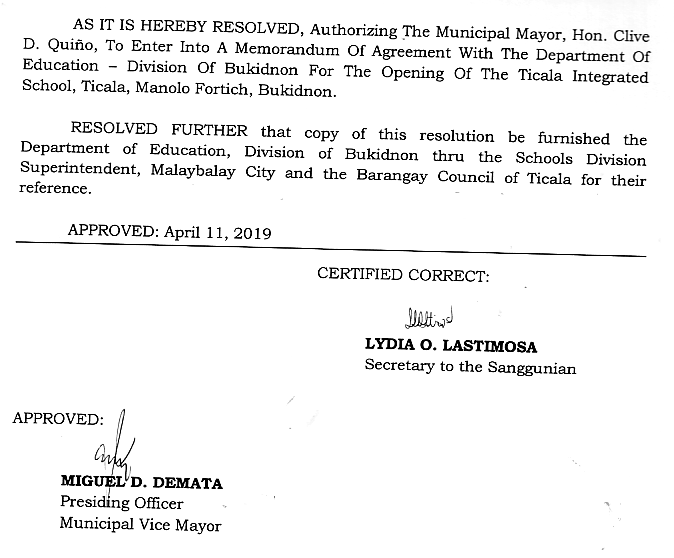 AS IT IS HEREBY RESOLVED, Authorizing The Municipal Mayor, Hon. Clive
D. Quiño, To Enter Into A Memorandum Of Agreement With The Department Of
Education – Division Of Bukidnon For The Opening Of The Ticala Integrated
School, Ticala, Manolo Fortich, Bukidnon.
RESOLVED FURTHER that copy of this resolution be furnished the
Department of Education, Division of Bukidnon thru the Schools Division
Superintendent, Malaybalay City and the Barangay Council of Ticala for their
reference.
APPROVED: April 11, 2019
CERTIFIED CORRECT:
LYDIA O. LASTIMOSA
Secretary to the Sanggunian
APPROVED:
MIGUEL D. DEMATA
Presiding Officer
Municipal Vice Mayor